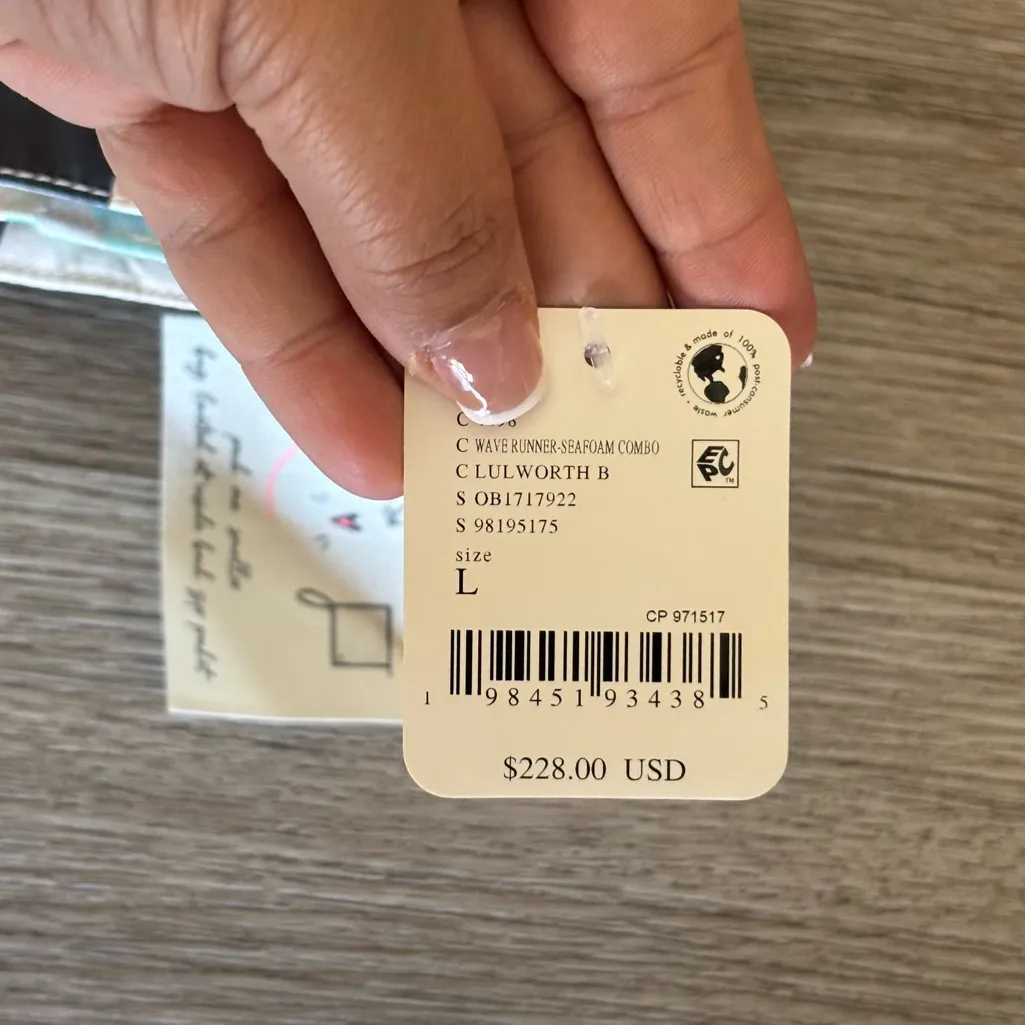 recyclable & made of 100% post-consumer waste
C WAVE RUNNER-SEAFOAM COMBO
EPC TM
C LULWORTH B
S OB1717922
S 98195175
size
L
CP 971517
1 98451 93438 5
$228.00 USD